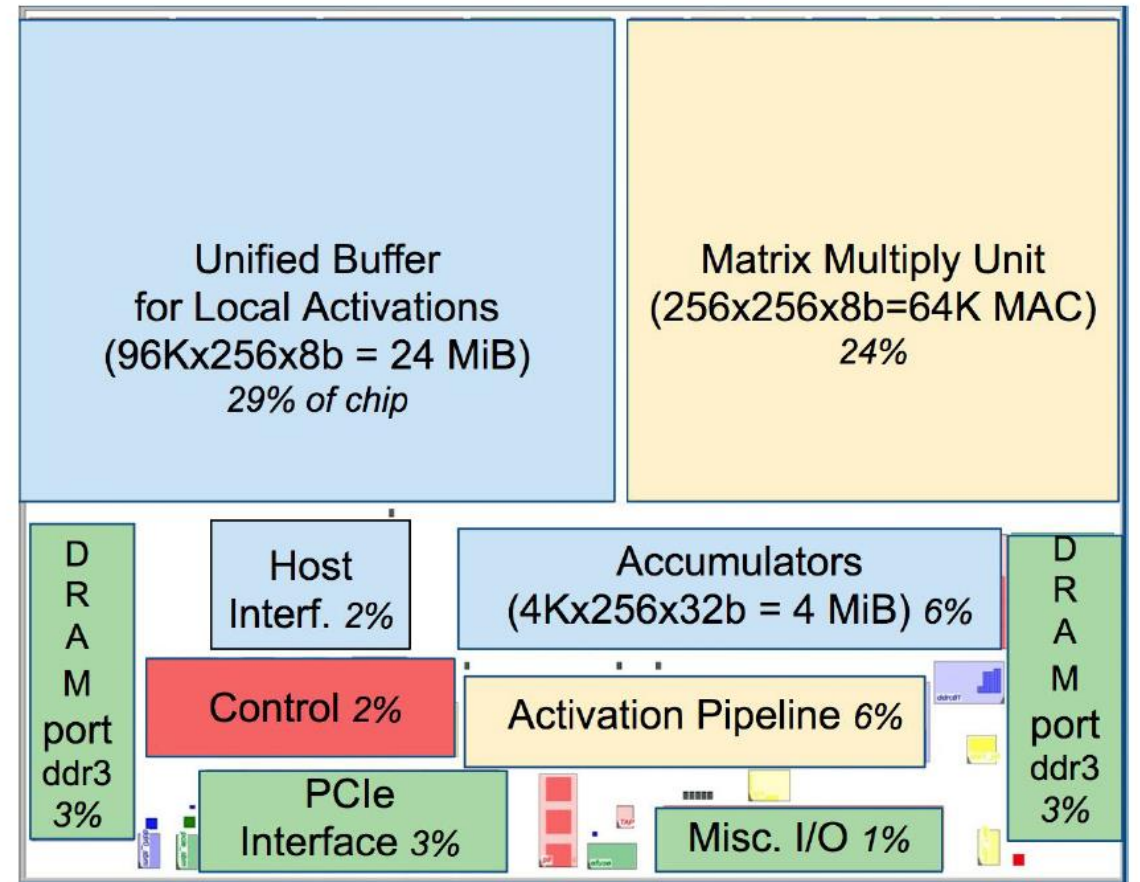 Unified Buffer
for Local Activations
(96Kx256x8b = 24 MiB)
29% of chip
Matrix Multiply Unit
(256x256x8b=64K MAC)
24%
D
R
A
M
port
ddr3
3%
Host
Interf. 2%
Accumulators
(4Kx256x32b = 4 MiB) 6%
D
R
A
M
port
ddr3
3%
Control 2%
Activation Pipeline 6%
PCIe
Interface 3%
TAP
Misc. I/O 1%